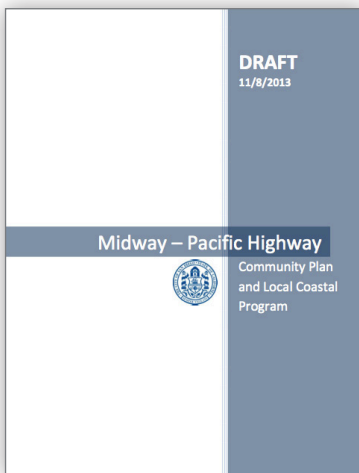 DRAFT
11/8/2013
Midway – Pacific Highway
Community Plan
and Local Coastal
Program